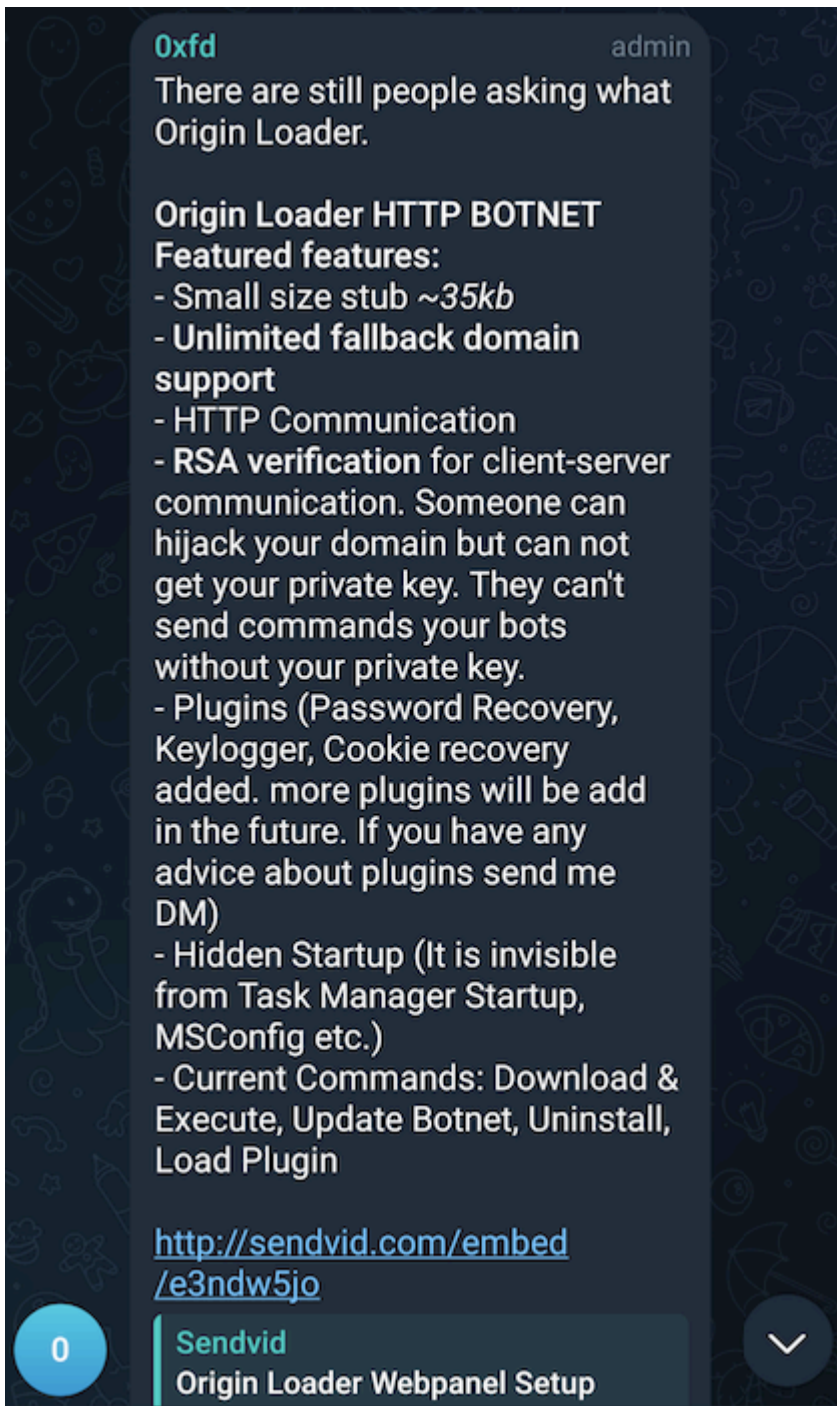 0xfd admin
There are still people asking what
Origin Loader.
Origin Loader HTTP BOTNET
Featured features:
- Small size stub ~35kb
- Unlimited fallback domain
support
- HTTP Communication
- RSA verification for client-server
communication. Someone can
hijack your domain but can not
get your private key. They can't
send commands your bots
without your private key.
- Plugins (Password Recovery,
Keylogger, Cookie recovery
added. more plugins will be add
in the future. If you have any
advice about plugins send me
DM)
- Hidden Startup (It is invisible
from Task Manager Startup,
MSConfig etc.)
- Current Commands: Download &
Execute, Update Botnet, Uninstall,
Load Plugin
http://sendvid.com/embed
/e3ndw5jo
0
Sendvid
Origin Loader Webpanel Setup